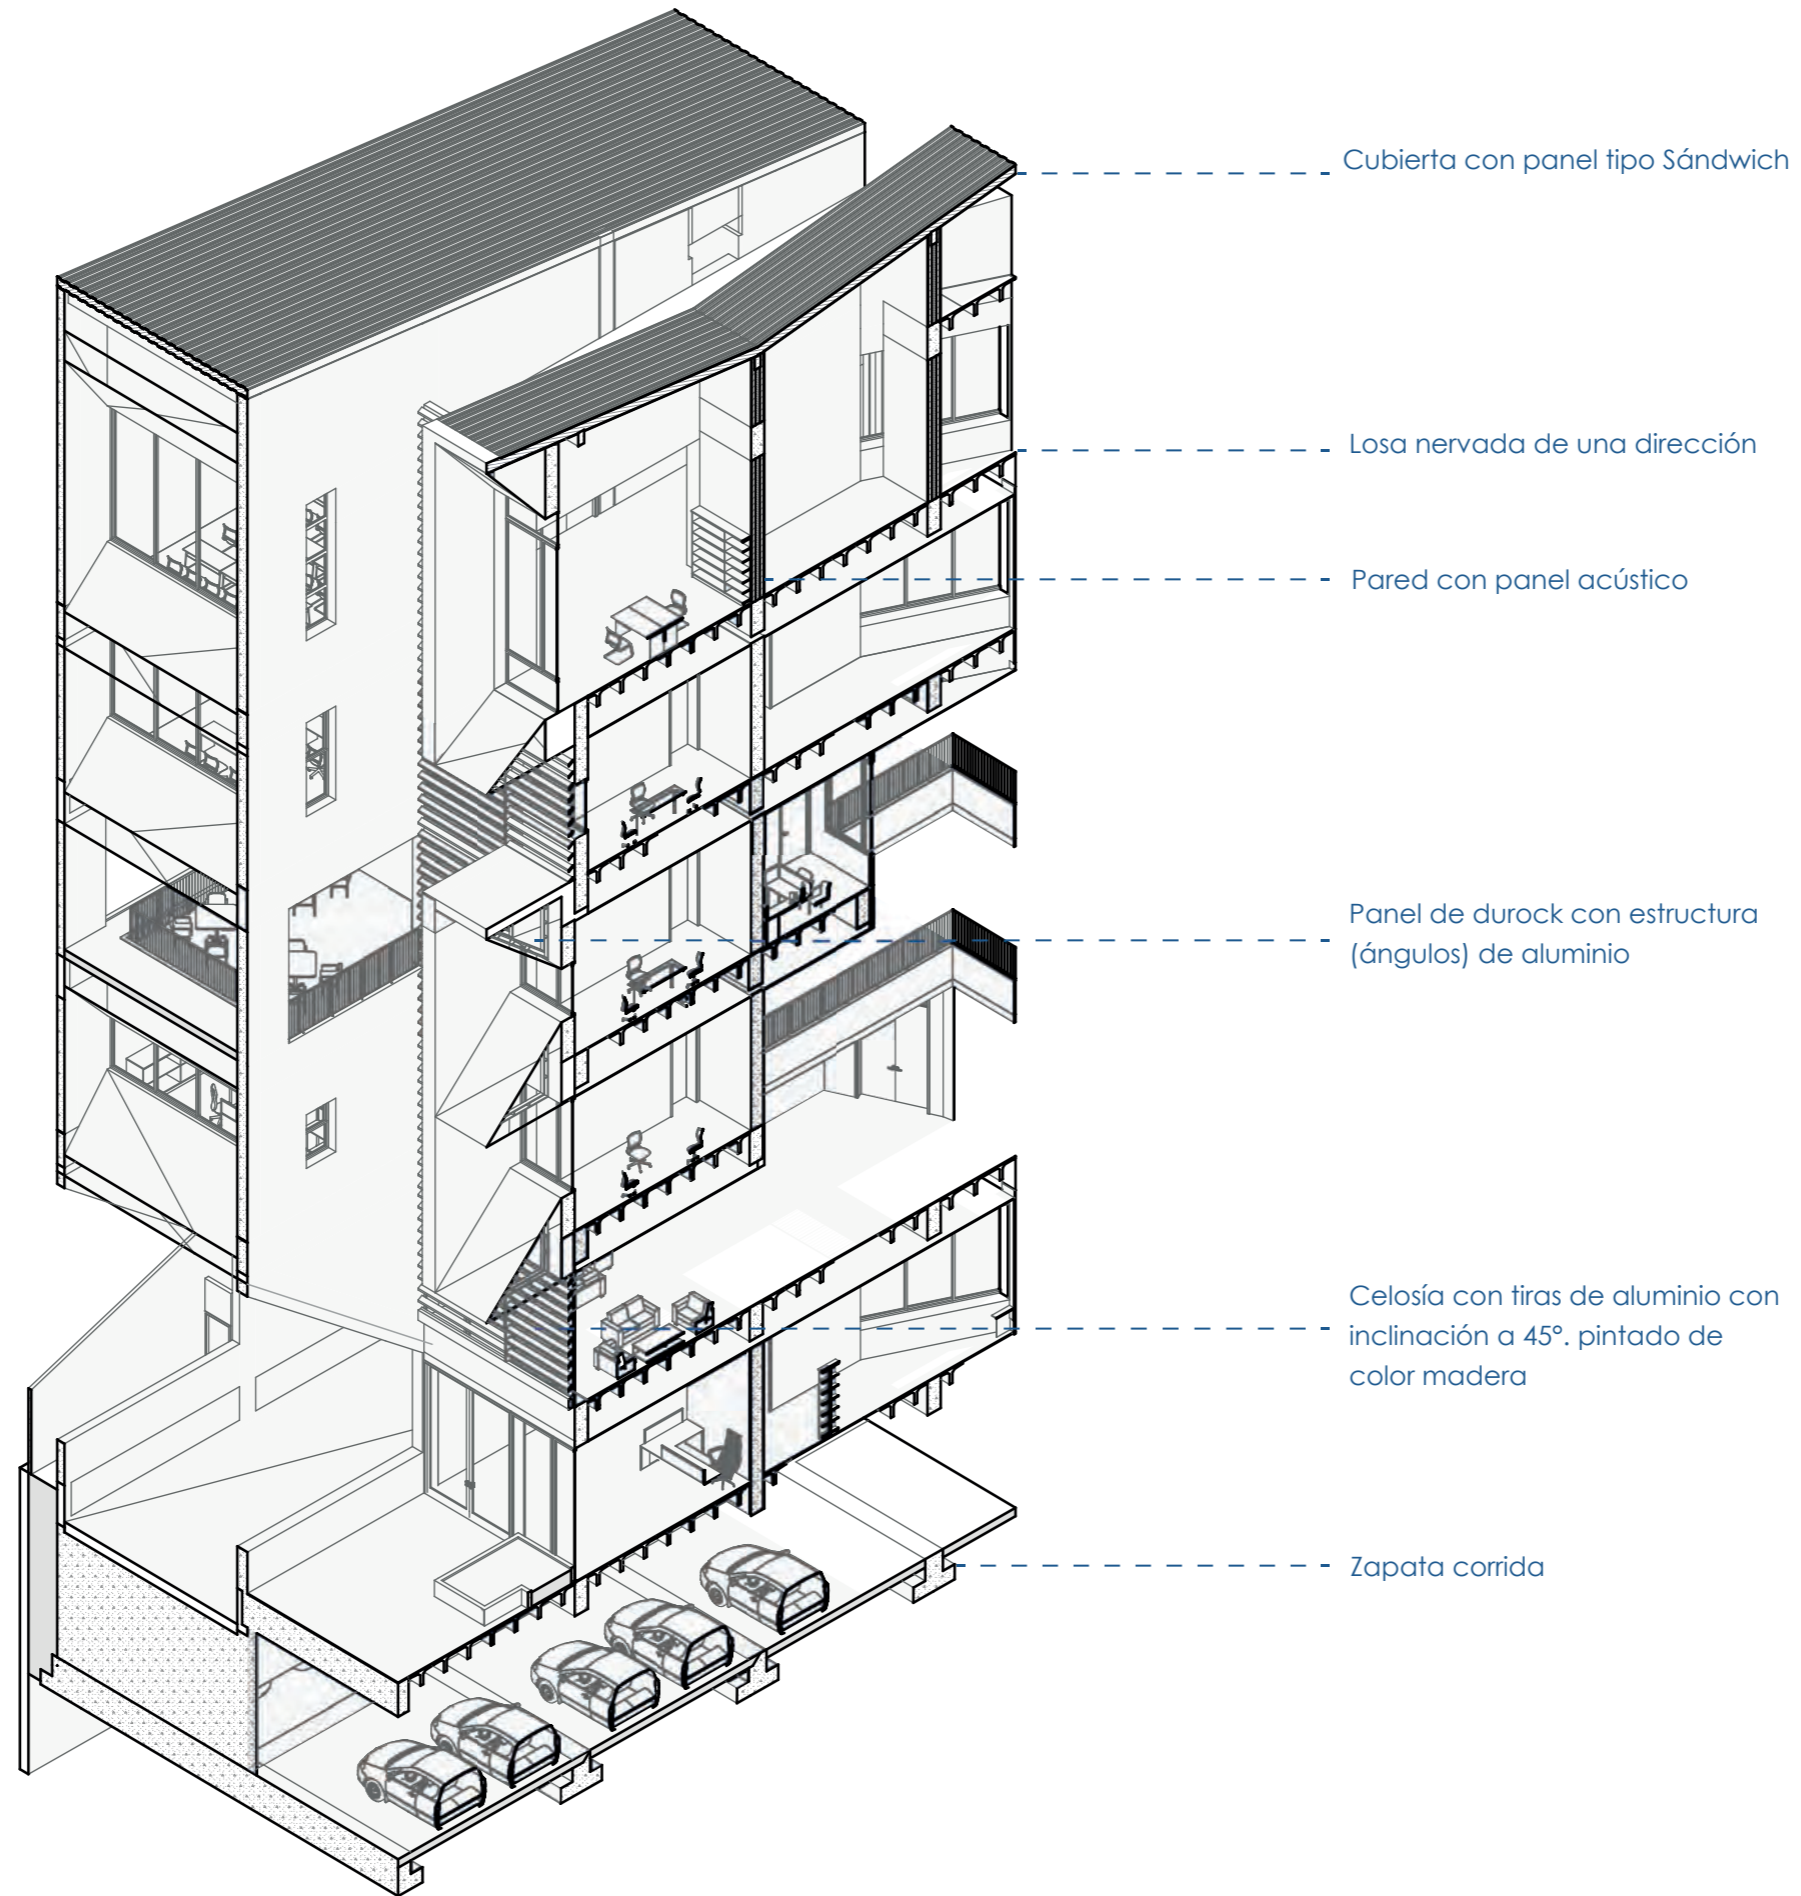 Cubierta con panel tipo Sándwich
Losa nervada de una dirección
Pared con panel acústico
Panel de durock con estructura
(ángulos) de aluminio
Celosía con tiras de aluminio con
inclinación a 45°. pintado de
color madera
Zapata corrida